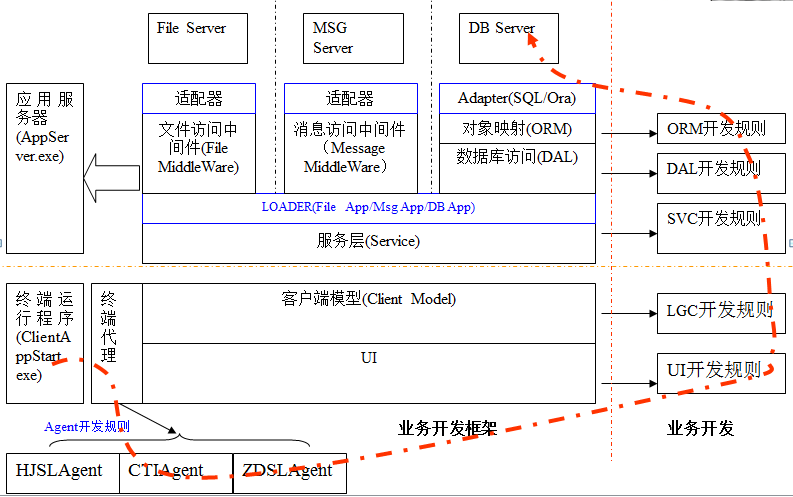 File Server
MSG
Server
DB Server
应用服
务器
(AppSer
ver.exe)
适配器
文件访问中
间件(File
MiddleWare)
适配器
消息访问中间件
（Message
MiddleWare）
Adapter(SQL/Ora)
对象映射(ORM)
数据库访问(DAL)
LOADER(File App/Msg App/DB App)
服务层(Service)
ORM开发规则
DAL开发规则
SVC开发规则
终端运
行程序
(ClientA
ppStart.
exe)
终
端
代
理
客户端模型(Client Model)
UI
LGC开发规则
UI开发规则
Agent开发规则
业务开发框架
业务开发
HJSLAgent
CTIAgent
ZDSLAgent